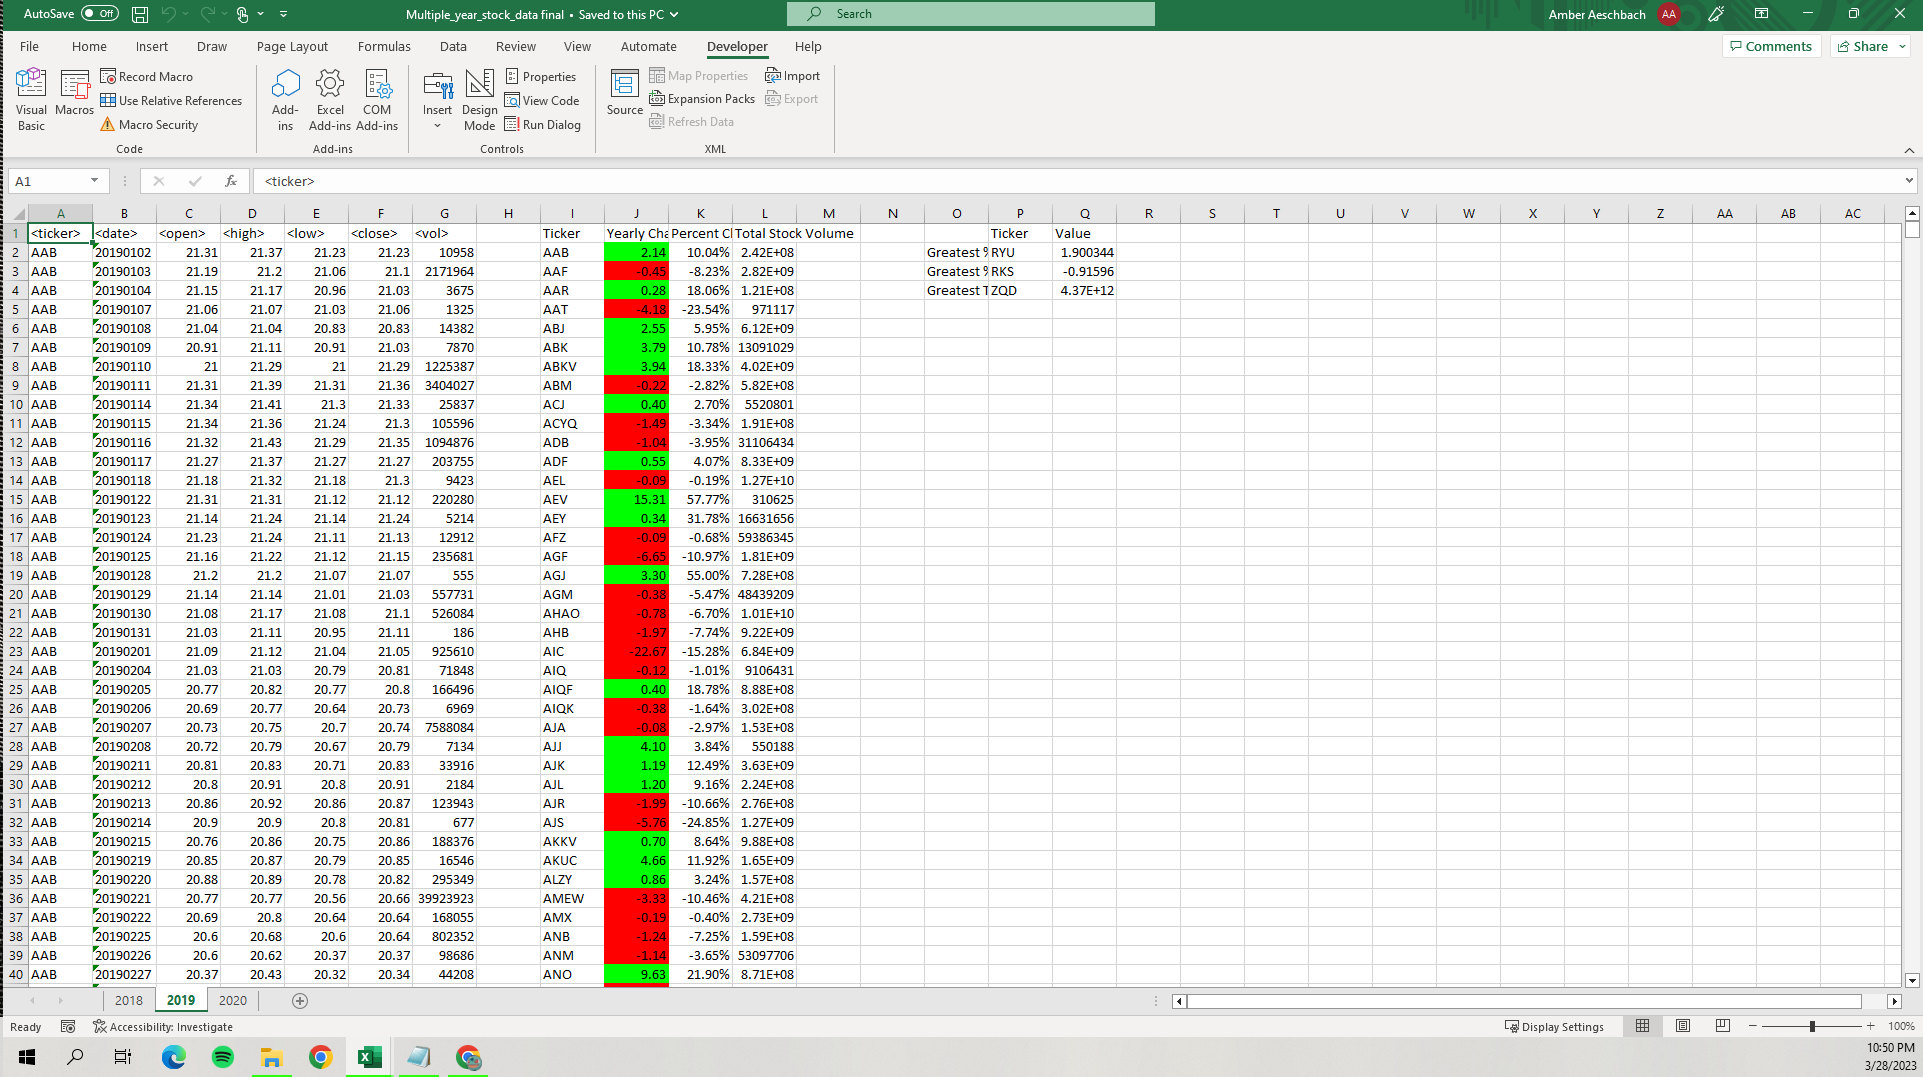 AutoSave Off Multiple_year_stock_data final • Saved to this PC Search Amber Aeschbach AA
File Home Insert Draw Page Layout Formulas Data Review View Automate Developer Help Comments Share
Visual Basic Macros Record Macro Use Relative References Macro Security Code
Add-ins Excel Add-ins COM Add-ins Add-ins
Insert Design Mode Properties View Code Run Dialog Controls
Source Map Properties Expansion Packs Refresh Data Import Export XML
A1 fx <ticker>
A B C D E F G H I J K L M N O P Q R S T U V W X Y Z AA AB AC
1 <ticker> <date> <open> <high> <low> <close> <vol> Ticker Yearly Cha Percent Cl Total Stock Volume Ticker Value
2 AAB 20190102 21.31 21.37 21.23 21.23 10958 AAB 2.14 10.04% 2.42E+08 Greatest % RYU 1.900344
3 AAB 20190103 21.19 21.2 21.06 21.1 2171964 AAF -0.45 -8.23% 2.82E+09 Greatest % RKS -0.91596
4 AAB 20190104 21.15 21.17 20.96 21.03 3675 AAR 0.28 18.06% 1.21E+08 Greatest T ZQD 4.37E+12
5 AAB 20190107 21.06 21.07 21.03 21.06 1325 AAT -4.18 -23.54% 971117
6 AAB 20190108 21.04 21.04 20.83 20.83 14382 ABJ 2.55 5.95% 6.12E+09
7 AAB 20190109 20.91 21.11 20.91 21.03 7870 ABK 3.79 10.78% 13091029
8 AAB 20190110 21 21.29 21 21.29 1225387 ABKV 3.94 18.33% 4.02E+09
9 AAB 20190111 21.31 21.39 21.31 21.36 3404027 ABM -0.22 -2.82% 5.82E+08
10 AAB 20190114 21.34 21.41 21.3 21.33 25837 ACJ 0.40 2.70% 5520801
11 AAB 20190115 21.34 21.36 21.24 21.3 105596 ACYQ -1.49 -3.34% 1.91E+08
12 AAB 20190116 21.32 21.43 21.29 21.35 1094876 ADB -1.04 -3.95% 31106434
13 AAB 20190117 21.27 21.37 21.27 21.27 203755 ADF 0.55 4.07% 8.33E+09
14 AAB 20190118 21.18 21.32 21.18 21.3 9423 AEL -0.09 -0.19% 1.27E+10
15 AAB 20190122 21.31 21.31 21.12 21.12 220280 AEV 15.31 57.77% 310625
16 AAB 20190123 21.14 21.24 21.14 21.24 5214 AEY 0.34 31.78% 16631656
17 AAB 20190124 21.23 21.24 21.11 21.13 12912 AFZ -0.09 -0.68% 59386345
18 AAB 20190125 21.16 21.22 21.12 21.15 235681 AGF -6.65 -10.97% 1.81E+09
19 AAB 20190128 21.2 21.2 21.07 21.07 555 AGJ 3.30 55.00% 7.28E+08
20 AAB 20190129 21.14 21.14 21.01 21.03 557731 AGM -0.38 -5.47% 48439209
21 AAB 20190130 21.08 21.17 21.08 21.1 526084 AHAO -0.78 -6.70% 1.01E+10
22 AAB 20190131 21.03 21.11 20.95 21.11 186 AHB -1.97 -7.74% 9.22E+09
23 AAB 20190201 21.09 21.12 21.04 21.05 925610 AIC -22.67 -15.28% 6.84E+09
24 AAB 20190204 21.03 21.03 20.79 20.81 71848 AIQ -0.12 -1.01% 9106431
25 AAB 20190205 20.77 20.82 20.77 20.8 166496 AIQF 0.40 18.78% 8.88E+08
26 AAB 20190206 20.69 20.77 20.64 20.73 6969 AIQK -0.38 -1.64% 3.02E+08
27 AAB 20190207 20.73 20.75 20.7 20.74 7588084 AJA -0.08 -2.97% 1.53E+08
28 AAB 20190208 20.72 20.79 20.67 20.79 7134 AJJ 4.10 3.84% 550188
29 AAB 20190211 20.81 20.83 20.71 20.83 33916 AJK 1.19 12.49% 3.63E+09
30 AAB 20190212 20.8 20.91 20.8 20.91 2184 AJL 1.20 9.16% 2.24E+08
31 AAB 20190213 20.86 20.92 20.86 20.87 123943 AJR -1.99 -10.66% 2.76E+08
32 AAB 20190214 20.9 20.9 20.8 20.81 677 AJS -5.76 -24.85% 1.27E+09
33 AAB 20190215 20.76 20.86 20.75 20.86 188376 AKKV 0.70 8.64% 9.88E+08
34 AAB 20190219 20.85 20.87 20.79 20.85 16546 AKUC 4.66 11.92% 1.65E+09
35 AAB 20190220 20.88 20.89 20.78 20.82 295349 ALZY 0.86 3.24% 1.57E+08
36 AAB 20190221 20.77 20.77 20.56 20.66 39923923 AMEW -3.33 -10.46% 4.21E+08
37 AAB 20190222 20.69 20.8 20.64 20.64 168055 AMX -0.19 -0.40% 2.73E+09
38 AAB 20190225 20.6 20.68 20.6 20.64 802352 ANB -1.24 -7.25% 1.59E+08
39 AAB 20190226 20.6 20.62 20.37 20.37 98686 ANM -1.14 -3.65% 53097706
40 AAB 20190227 20.37 20.43 20.32 20.34 44208 ANO 9.63 21.90% 8.71E+08
2018 2019 2020
Ready Accessibility: Investigate Display Settings 100%
10:50 PM
3/28/2023